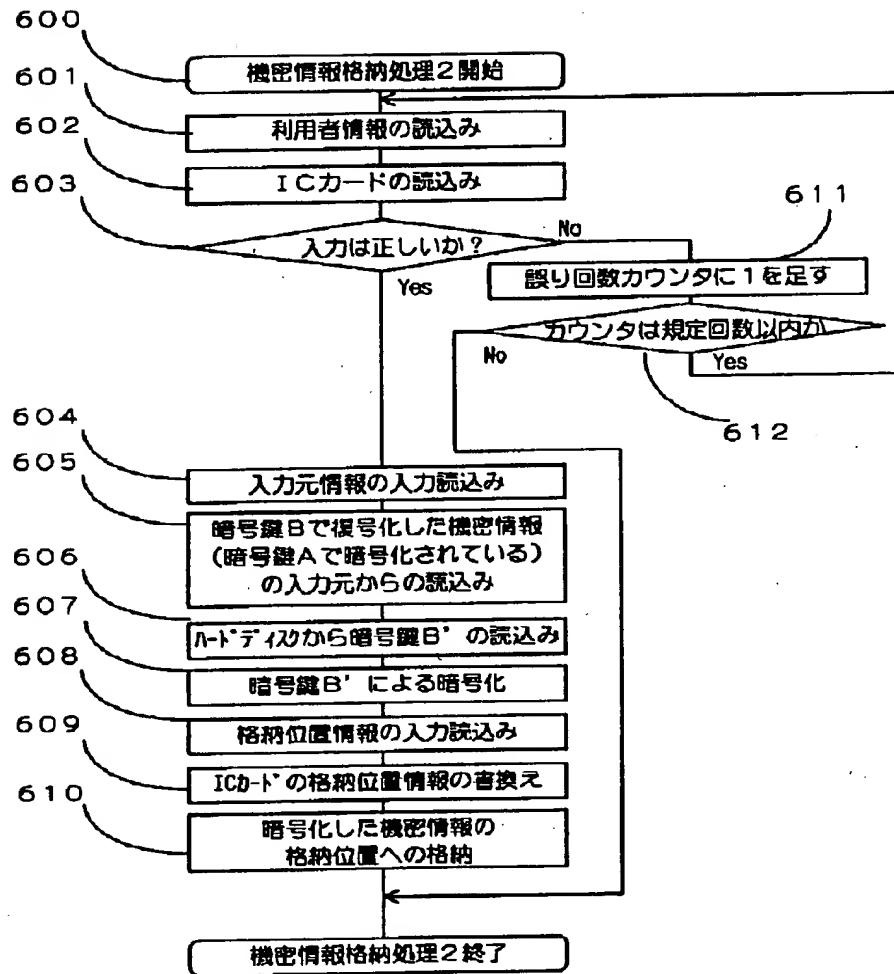 600
機密情報格納処理2開始
601
利用者情報の読込み
602
ICカードの読込み
603
入力は正しいか?
No
Yes
611
誤り回数カウンタに1を足す
カウンタは規定回数以内か
No
Yes
612
604
入力元情報の入力読込み
605
暗号鍵Bで復号化した機密情報
(暗号鍵Aで暗号化されている)
の入力元からの読込み
606
ハードディスクから暗号鍵B'の読込み
607
暗号鍵B'による暗号化
608
格納位置情報の入力読込み
609
ICカードの格納位置情報の書換え
610
暗号化した機密情報の
格納位置への格納
機密情報格納処理2終了